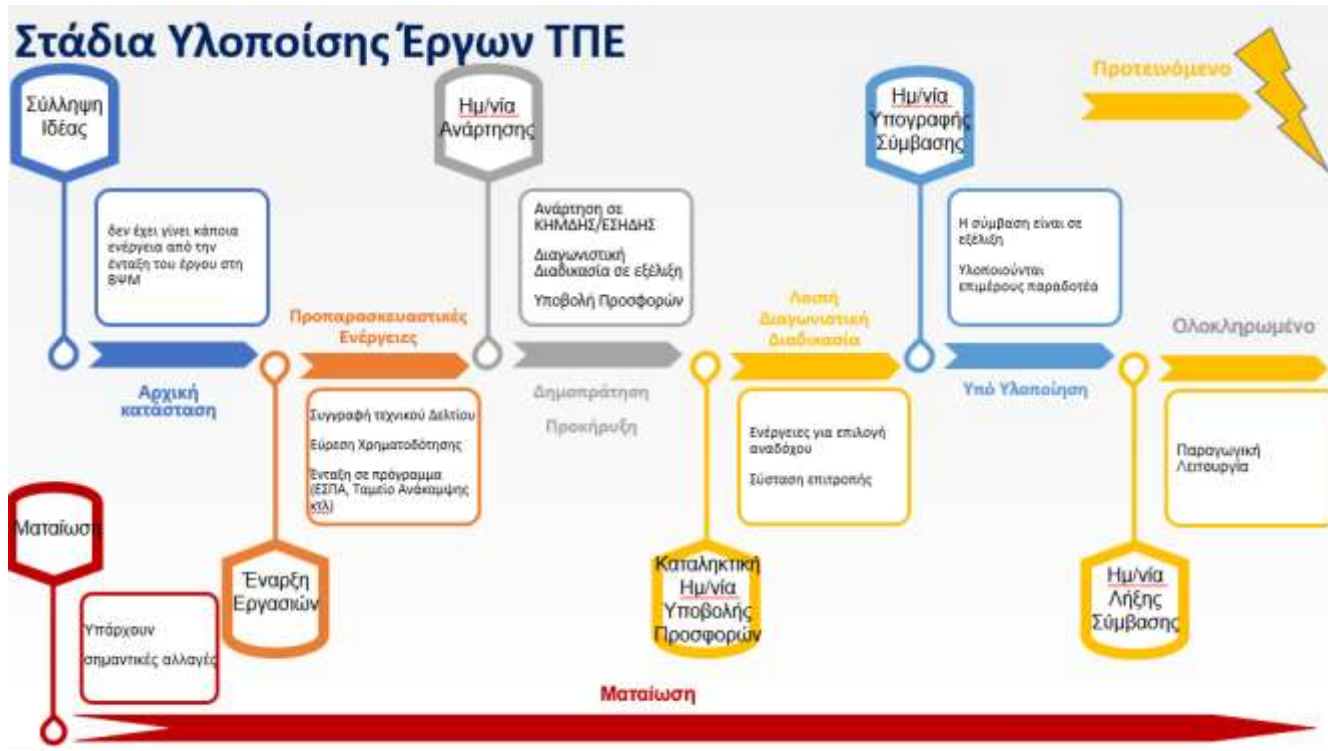 Στάδια Υλοποίσης Έργων ΤΠΕ
Σύλληψη
Ιδέας
δεν έχει γίνει κάποια
ενέργεια από την
ένταξη του έργου στη
ΒΨΜ
Αρχική
κατάσταση
Προπαρασκευαστικές
Ενέργειες
Συγγραφή τεχνικού Δελτίου
Εύρεση Χρηματοδότησης
Ένταξη σε πρόγραμμα
(ΕΣΠΑ, Ταμείο Ανάκαμψης
κτλ)
Έναρξη
Εργασιών
Ημ/νία
Ανάρτησης
Ανάρτηση σε
ΚΗΜΔΗΣ/ΕΣΗΔΗΣ
Διαγωνιστική
Διαδικασία σε εξέλιξη
Υποβολή Προσφορών
Δημοπράτηση
Προκήρυξη
Λοιπή
Διαγωνιστική
Διαδικασία
Ενέργειες για επιλογή
αναδόχου
Σύσταση επιτροπής
Καταληκτική
Ημ/νία
Υποβολής
Προσφορών
Ημ/νία
Υπογραφής
Σύμβασης
Η σύμβαση είναι σε
εξέλιξη
Υλοποιούνται
επιμέρους παραδοτέα
Υπό Υλοποίηση
Προτεινόμενο
Ολοκληρωμένο
Παραγωγική
Λειτουργία
Ημ/νία
Λήξης
Σύμβασης
Ματαίωση
Υπάρχουν
σημαντικές αλλαγές
Ματαίωση